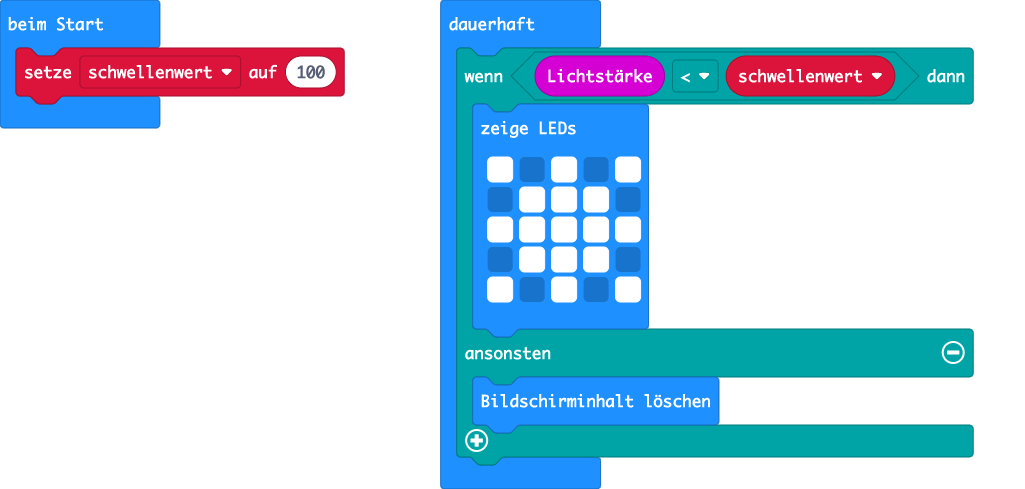 beim Start
setze schwellenwert auf 100
dauerhaft
wenn Lichtstärke < schwellenwert dann
zeige LEDs
ansonsten
Bildschirminhalt löschen